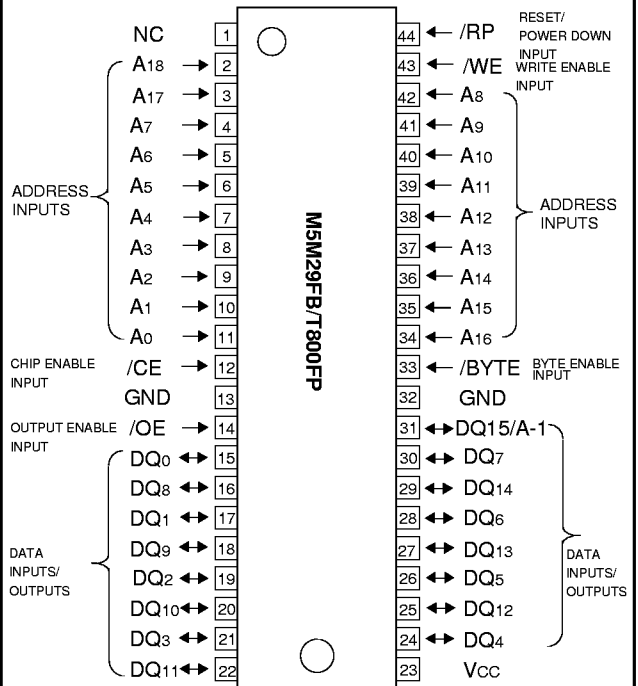 NC 1 44 /RP RESET/ POWER DOWN INPUT
A18 2 43 /WE WRITE ENABLE INPUT
A17 3 42 A8
A7 4 41 A9
A6 5 40 A10
A5 6 39 A11
ADDRESS INPUTS
A4 7 38 A12
ADDRESS INPUTS
A3 8 37 A13
A2 9 36 A14
A1 10 35 A15
A0 11 34 A16
M5M29FB/T800FP
CHIP ENABLE INPUT /CE 12 33 /BYTE BYTE ENABLE INPUT
GND 13 32 GND
OUTPUT ENABLE INPUT /OE 14 31 DQ15/A-1
DQ0 15 30 DQ7
DQ8 16 29 DQ14
DQ1 17 28 DQ6
DQ9 18 27 DQ13
DATA INPUTS/ OUTPUTS
DQ2 19 26 DQ5
DATA INPUTS/ OUTPUTS
DQ10 20 25 DQ12
DQ3 21 24 DQ4
DQ11 22 23 VCC